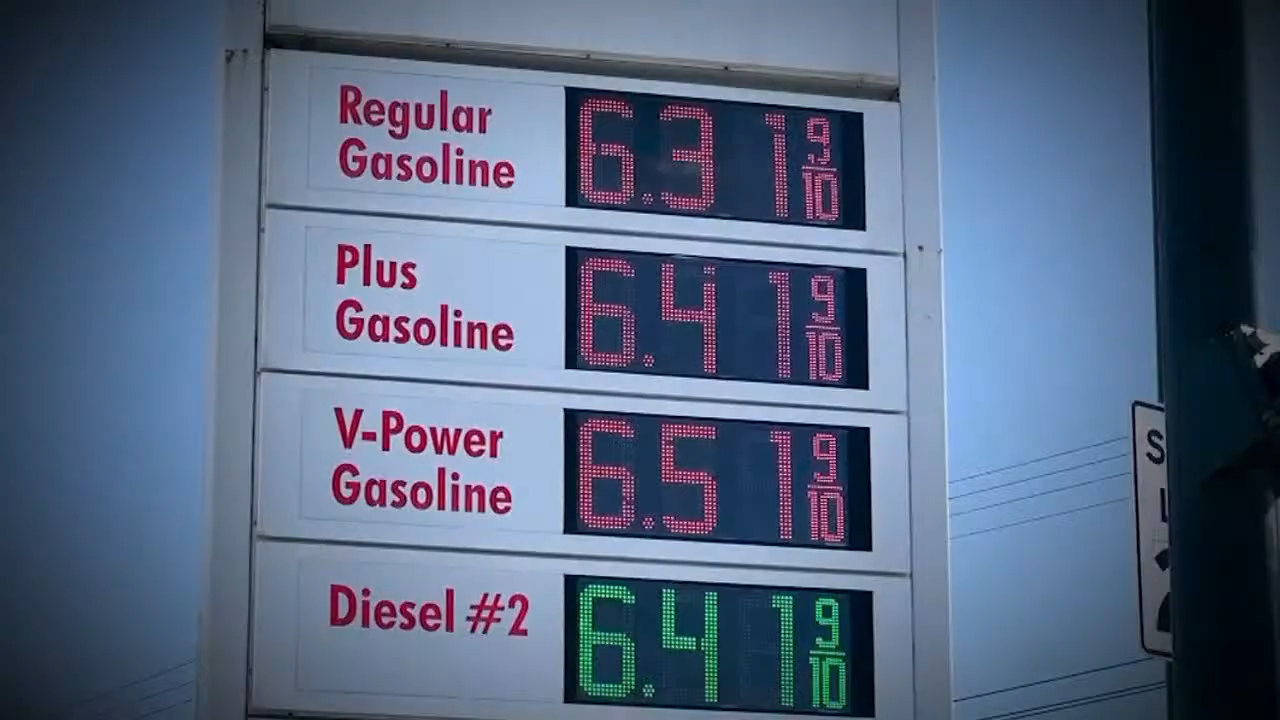 Regular
Gasoline
6.31 9/10
Plus
Gasoline
6.41 9/10
V-Power
Gasoline
6.51 9/10
Diesel #2
6.41 9/10